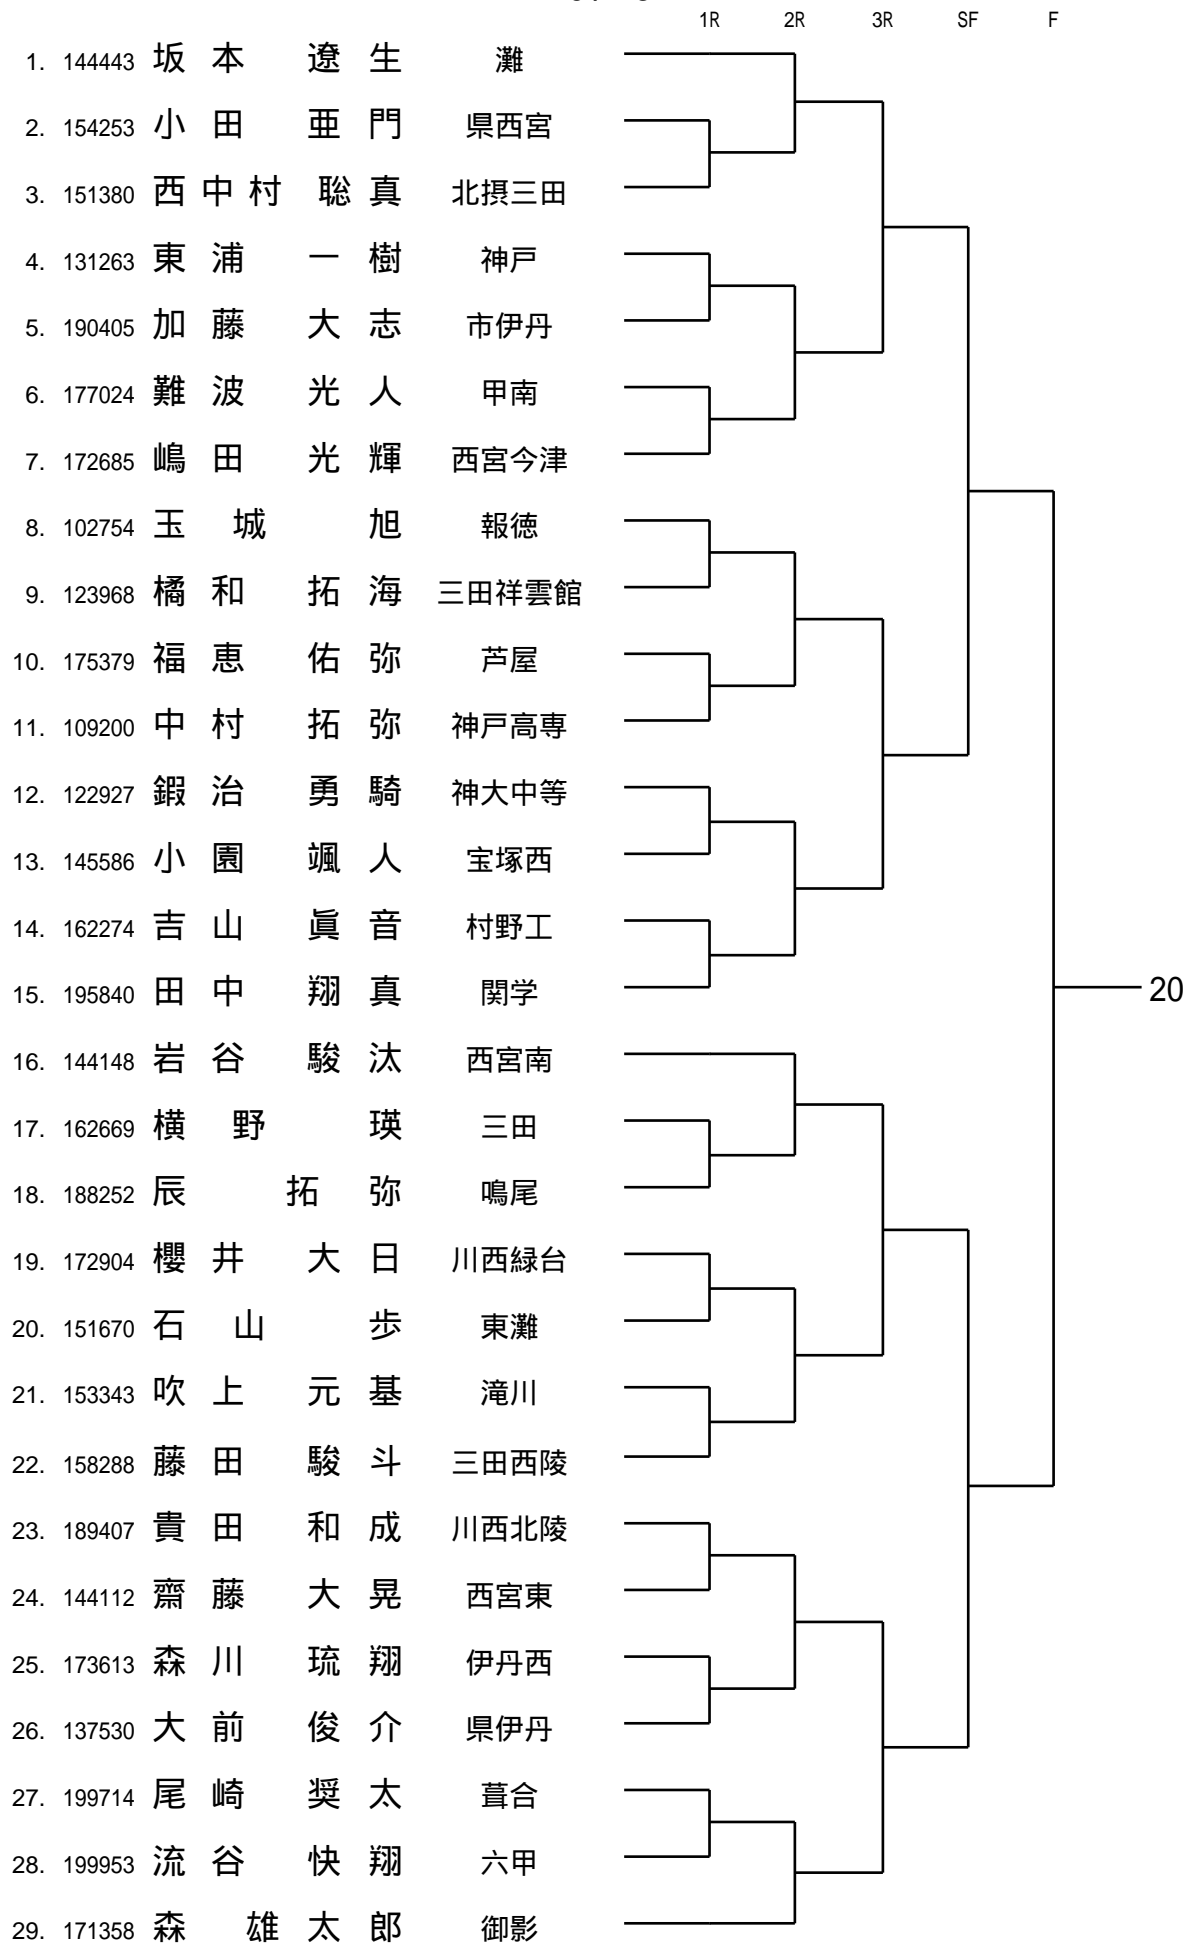 1R 2R 3R SF F
1. 144443 坂本 遼生 灘
2. 154253 小田 亜門 県西宮
3. 151380 西中村 聡真 北摂三田
4. 131263 東浦 一樹 神戸
5. 190405 加藤 大志 市伊丹
6. 177024 難波 光人 甲南
7. 172685 嶋田 光輝 西宮今津
8. 102754 玉城 旭 報徳
9. 123968 橘和 拓海 三田祥雲館
10. 175379 福恵 佑弥 芦屋
11. 109200 中村 拓弥 神戸高専
12. 122927 鍜治 勇騎 神大中等
13. 145586 小園 颯人 宝塚西
14. 162274 吉山 眞音 村野工
15. 195840 田中 翔真 関学
20
16. 144148 岩谷 駿汰 西宮南
17. 162669 横野 瑛 三田
18. 188252 辰 拓弥 鳴尾
19. 172904 櫻井 大日 川西緑台
20. 151670 石山 歩 東灘
21. 153343 吹上 元基 滝川
22. 158288 藤田 駿斗 三田西陵
23. 189407 貴田 和成 川西北陵
24. 144112 齋藤 大晃 西宮東
25. 173613 森川 琉翔 伊丹西
26. 137530 大前 俊介 県伊丹
27. 199714 尾崎 奨太 葺合
28. 199953 流谷 快翔 六甲
29. 171358 森 雄太郎 御影